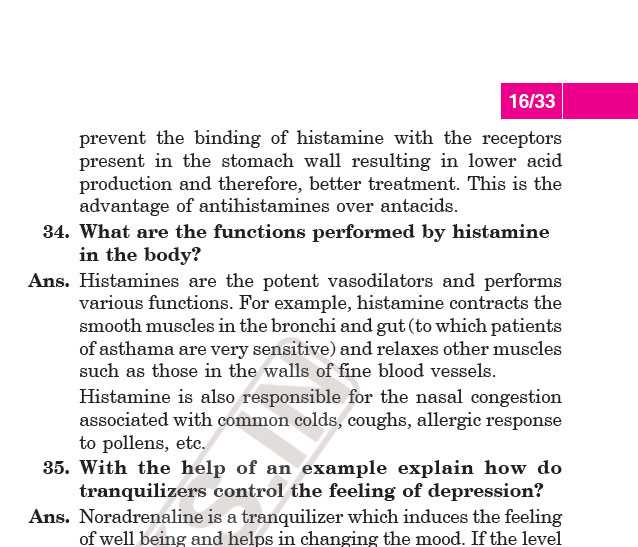 16/33
prevent the binding of histamine with the receptors
present in the stomach wall resulting in lower acid
production and therefore, better treatment. This is the
advantage of antihistamines over antacids.
34. What are the functions performed by histamine
in the body?
Ans. Histamines are the potent vasodilators and performs
various functions. For example, histamine contracts the
smooth muscles in the bronchi and gut (to which patients
of asthama are very sensitive) and relaxes other muscles
such as those in the walls of fine blood vessels.
Histamine is also responsible for the nasal congestion
associated with common colds, coughs, allergic response
to pollens, etc.
35. With the help of an example explain how do
tranquilizers control the feeling of depression?
Ans. Noradrenaline is a tranquilizer which induces the feeling
of well being and helps in changing the mood. If the level
S.IN